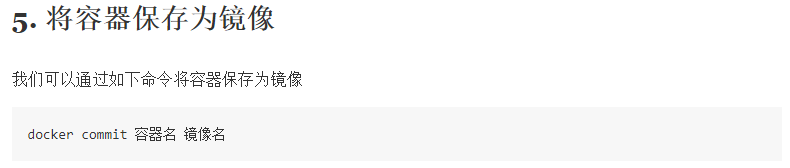 5. 将容器保存为镜像
我们可以通过如下命令将容器保存为镜像
docker commit 容器名 镜像名